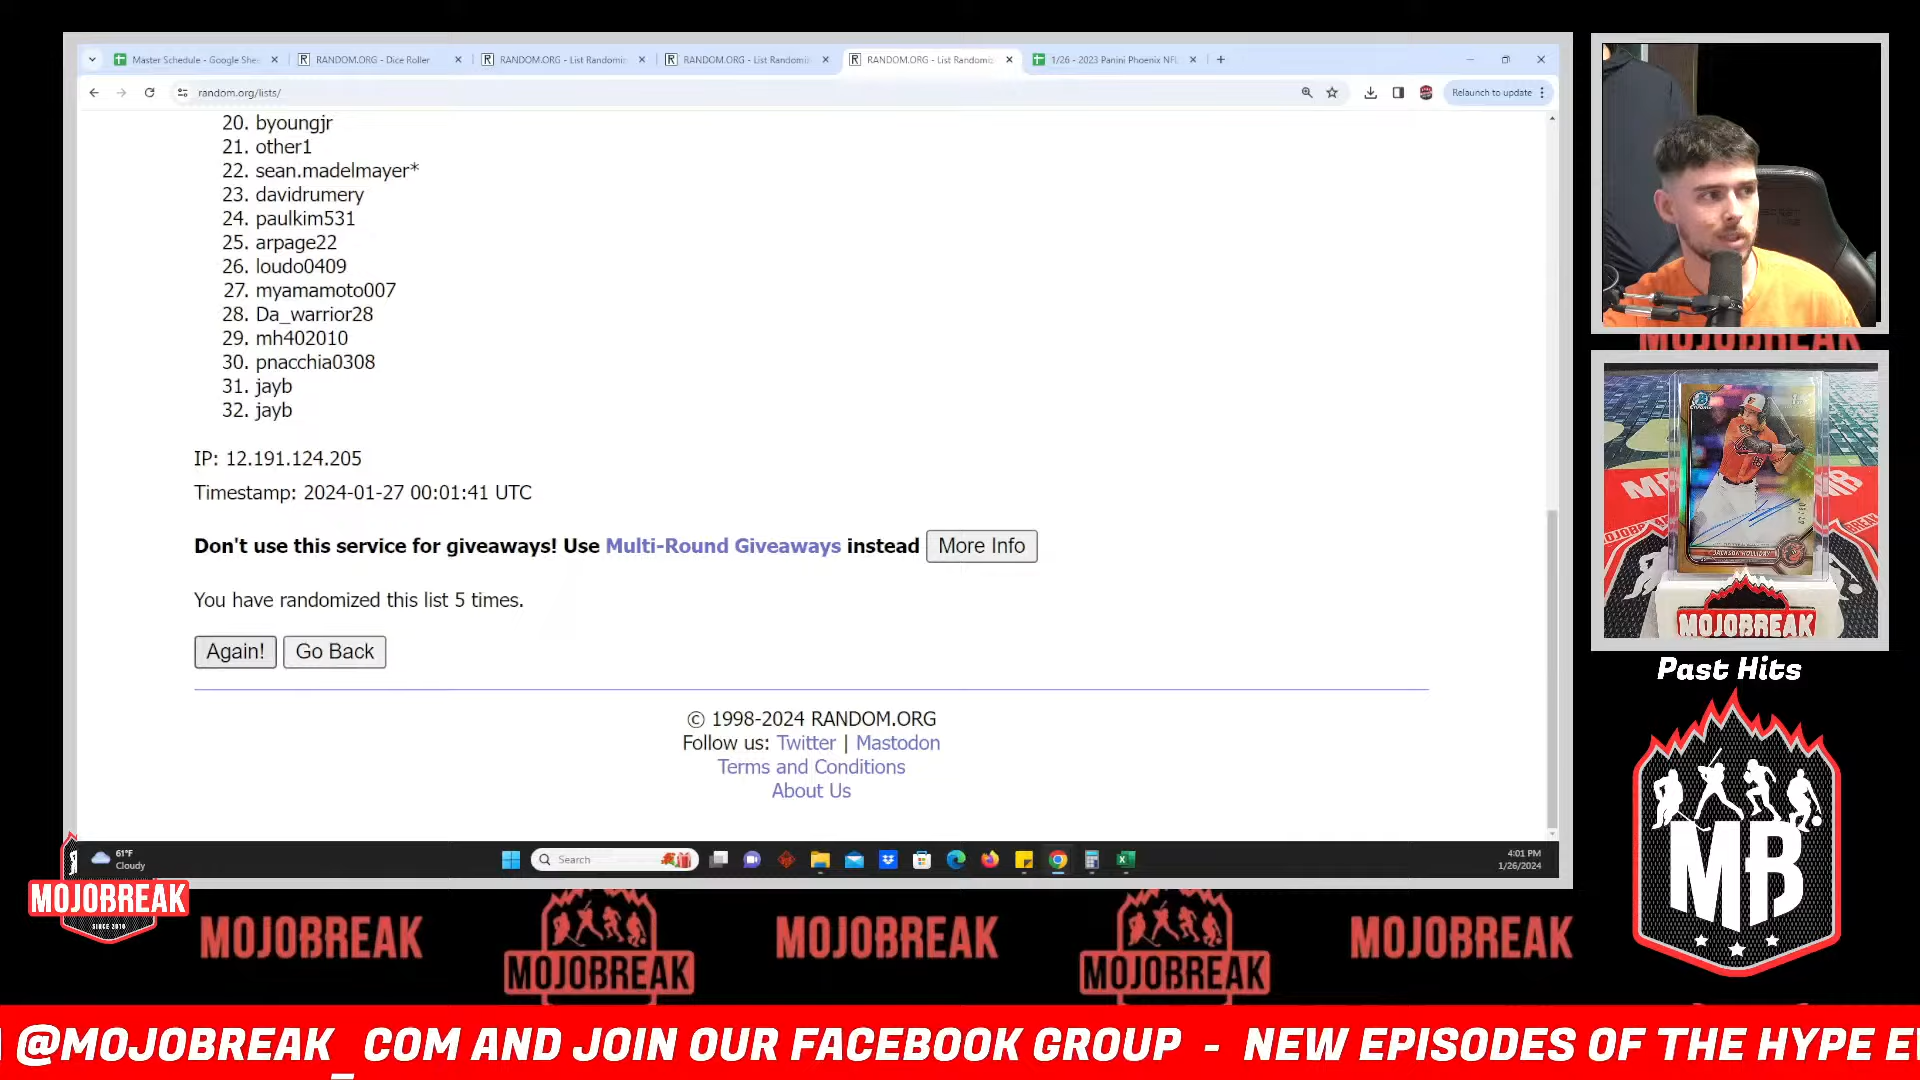 Master Schedule - Google She
RANDOM.ORG - Dice Roller
RANDOM.ORG - List Randomiz
RANDOM.ORG - List Randomiz
RANDOM.ORG - List Randomiz
1/26 - 2023 Panini Phoenix NFL
random.org/lists/
Relaunch to update
20. byoungjr
21. other1
22. sean.madelmayer*
23. davidrumery
24. paulkim531
25. arpage22
26. loudo0409
27. myamamoto007
28. Da_warrior28
29. mh402010
30. pnacchia0308
31. jayb
32. jayb
IP: 12.191.124.205
Timestamp: 2024-01-27 00:01:41 UTC
Don't use this service for giveaways! Use Multi-Round Giveaways instead More Info
You have randomized this list 5 times.
Again! Go Back
© 1998-2024 RANDOM.ORG
Follow us: Twitter | Mastodon
Terms and Conditions
About Us
61°F
Cloudy
Search
4:01 PM
1/26/2024
JACKSON HOLLIDAY
MOJOBREAK
Past Hits
MB
MOJOBREAK
SINCE 2010
MOJOBREAK
MOJOBREAK
MOJOBREAK
MOJOBREAK
MOJOBREAK
@MOJOBREAK_COM AND JOIN OUR FACEBOOK GROUP - NEW EPISODES OF THE HYPE